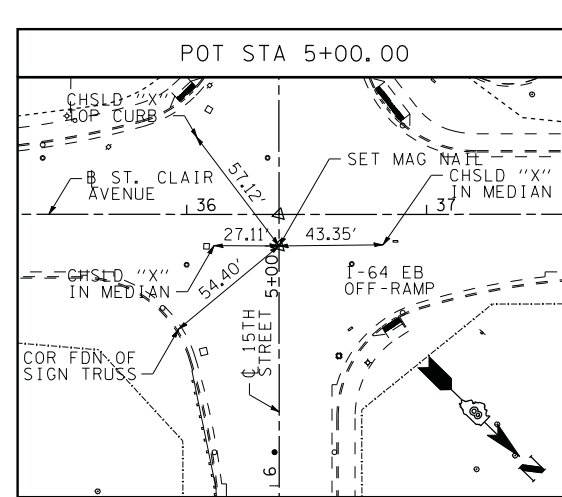 POT STA 5+00.00
CHSLD "X"
TOP CURB
57.12'
SET MAG NAIL
CHSLD "X"
IN MEDIAN
B ST. CLAIR
AVENUE
36
37
27.11'
43.35'
CHSLD "X"
IN MEDIAN
54.40'
5+00
I-64 EB
OFF-RAMP
COR FDN OF
SIGN TRUSS
C 15TH
STREET
6
N